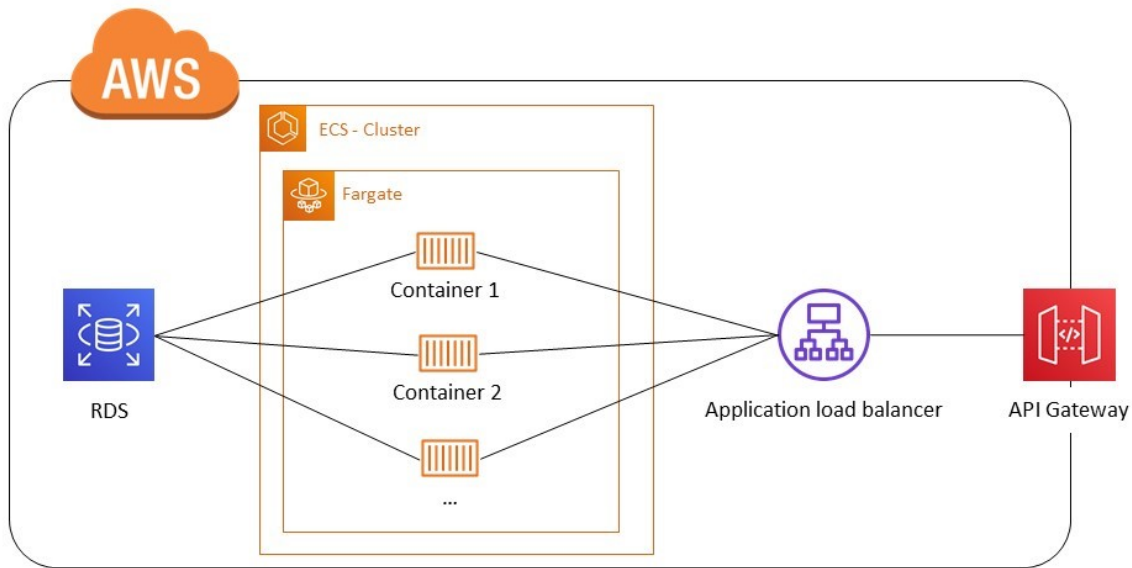 AWS
ECS - Cluster
Fargate
Container 1
Container 2
...
RDS
Application load balancer
API Gateway